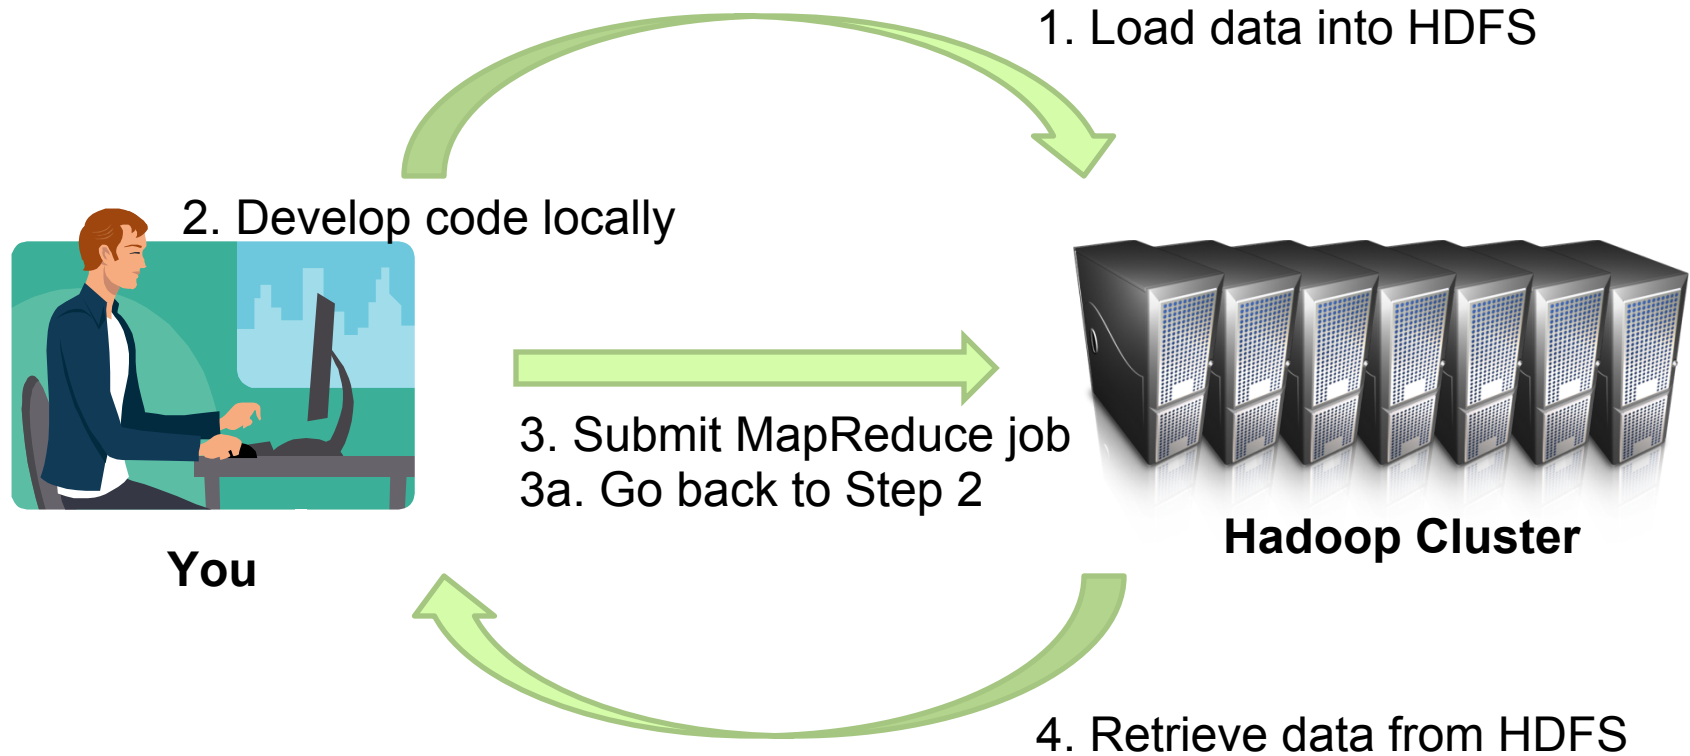 1. Load data into HDFS
2. Develop code locally
3. Submit MapReduce job
3a. Go back to Step 2
Hadoop Cluster
You
4. Retrieve data from HDFS